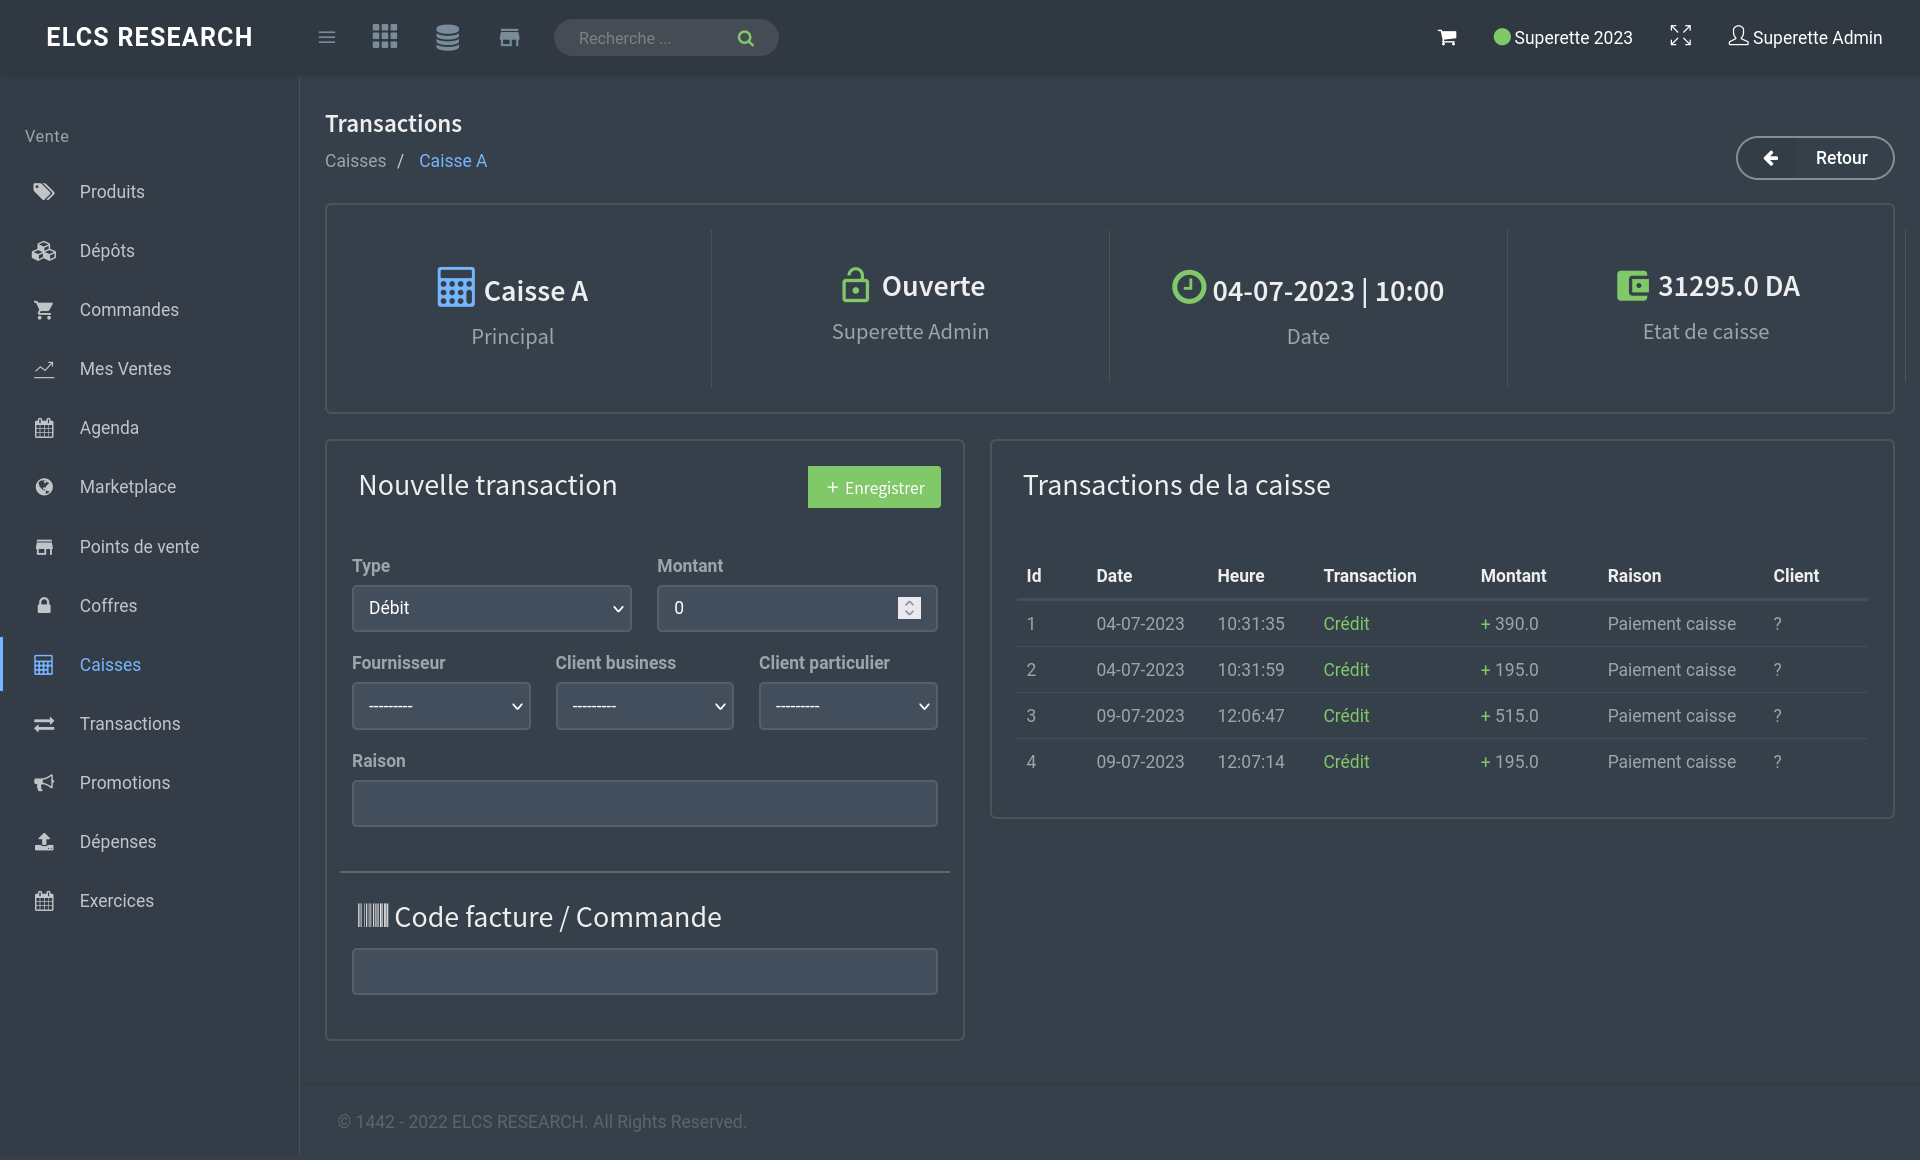 ELCS RESEARCH
Recherche ...
Superette 2023
Superette Admin
Vente
Produits
Dépôts
Commandes
Mes Ventes
Agenda
Marketplace
Points de vente
Coffres
Caisses
Transactions
Promotions
Dépenses
Exercices
Transactions
Caisses / Caisse A
Retour
Caisse A
Principal
Ouverte
Superette Admin
04-07-2023 | 10:00
Date
31295.0 DA
Etat de caisse
Nouvelle transaction
+ Enregistrer
Type Montant
Débit 0
Fournisseur Client business Client particulier
--------- --------- ---------
Raison
Code facture / Commande
Transactions de la caisse
Id Date Heure Transaction Montant Raison Client
1 04-07-2023 10:31:35 Crédit + 390.0 Paiement caisse ?
2 04-07-2023 10:31:59 Crédit + 195.0 Paiement caisse ?
3 09-07-2023 12:06:47 Crédit + 515.0 Paiement caisse ?
4 09-07-2023 12:07:14 Crédit + 195.0 Paiement caisse ?
© 1442 - 2022 ELCS RESEARCH. All Rights Reserved.